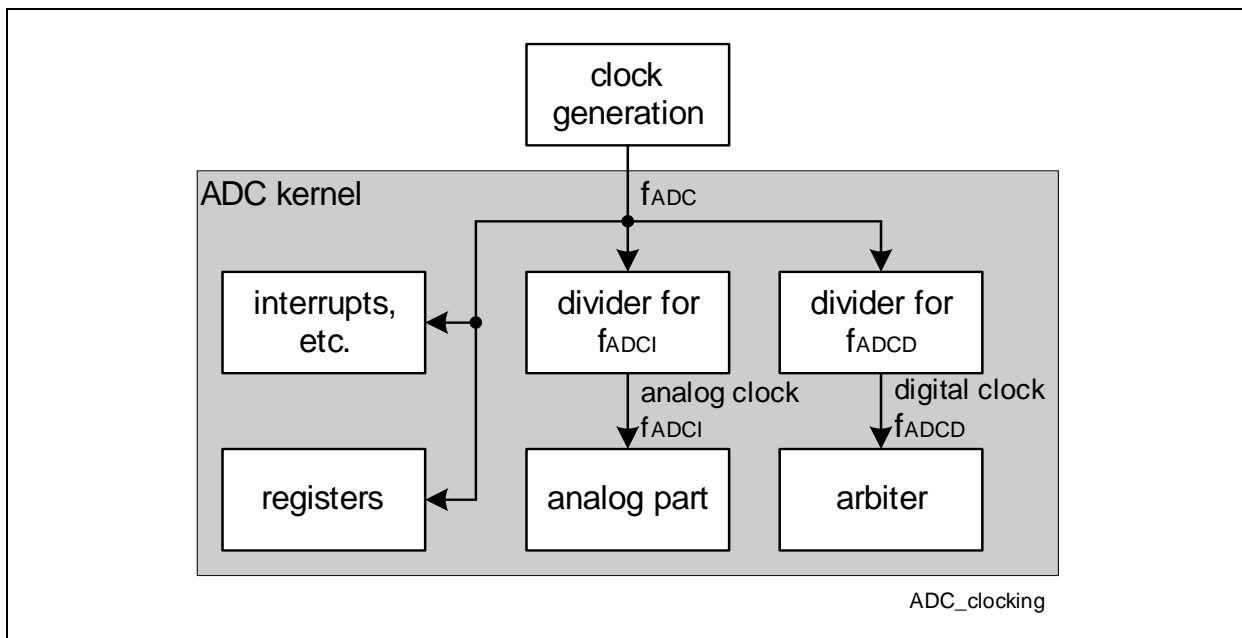 clock
generation
ADC kernel
fADC
interrupts,
etc.
divider for
fADCI
divider for
fADCD
analog clock
fADCI
digital clock
fADCD
registers
analog part
arbiter
ADC_clocking